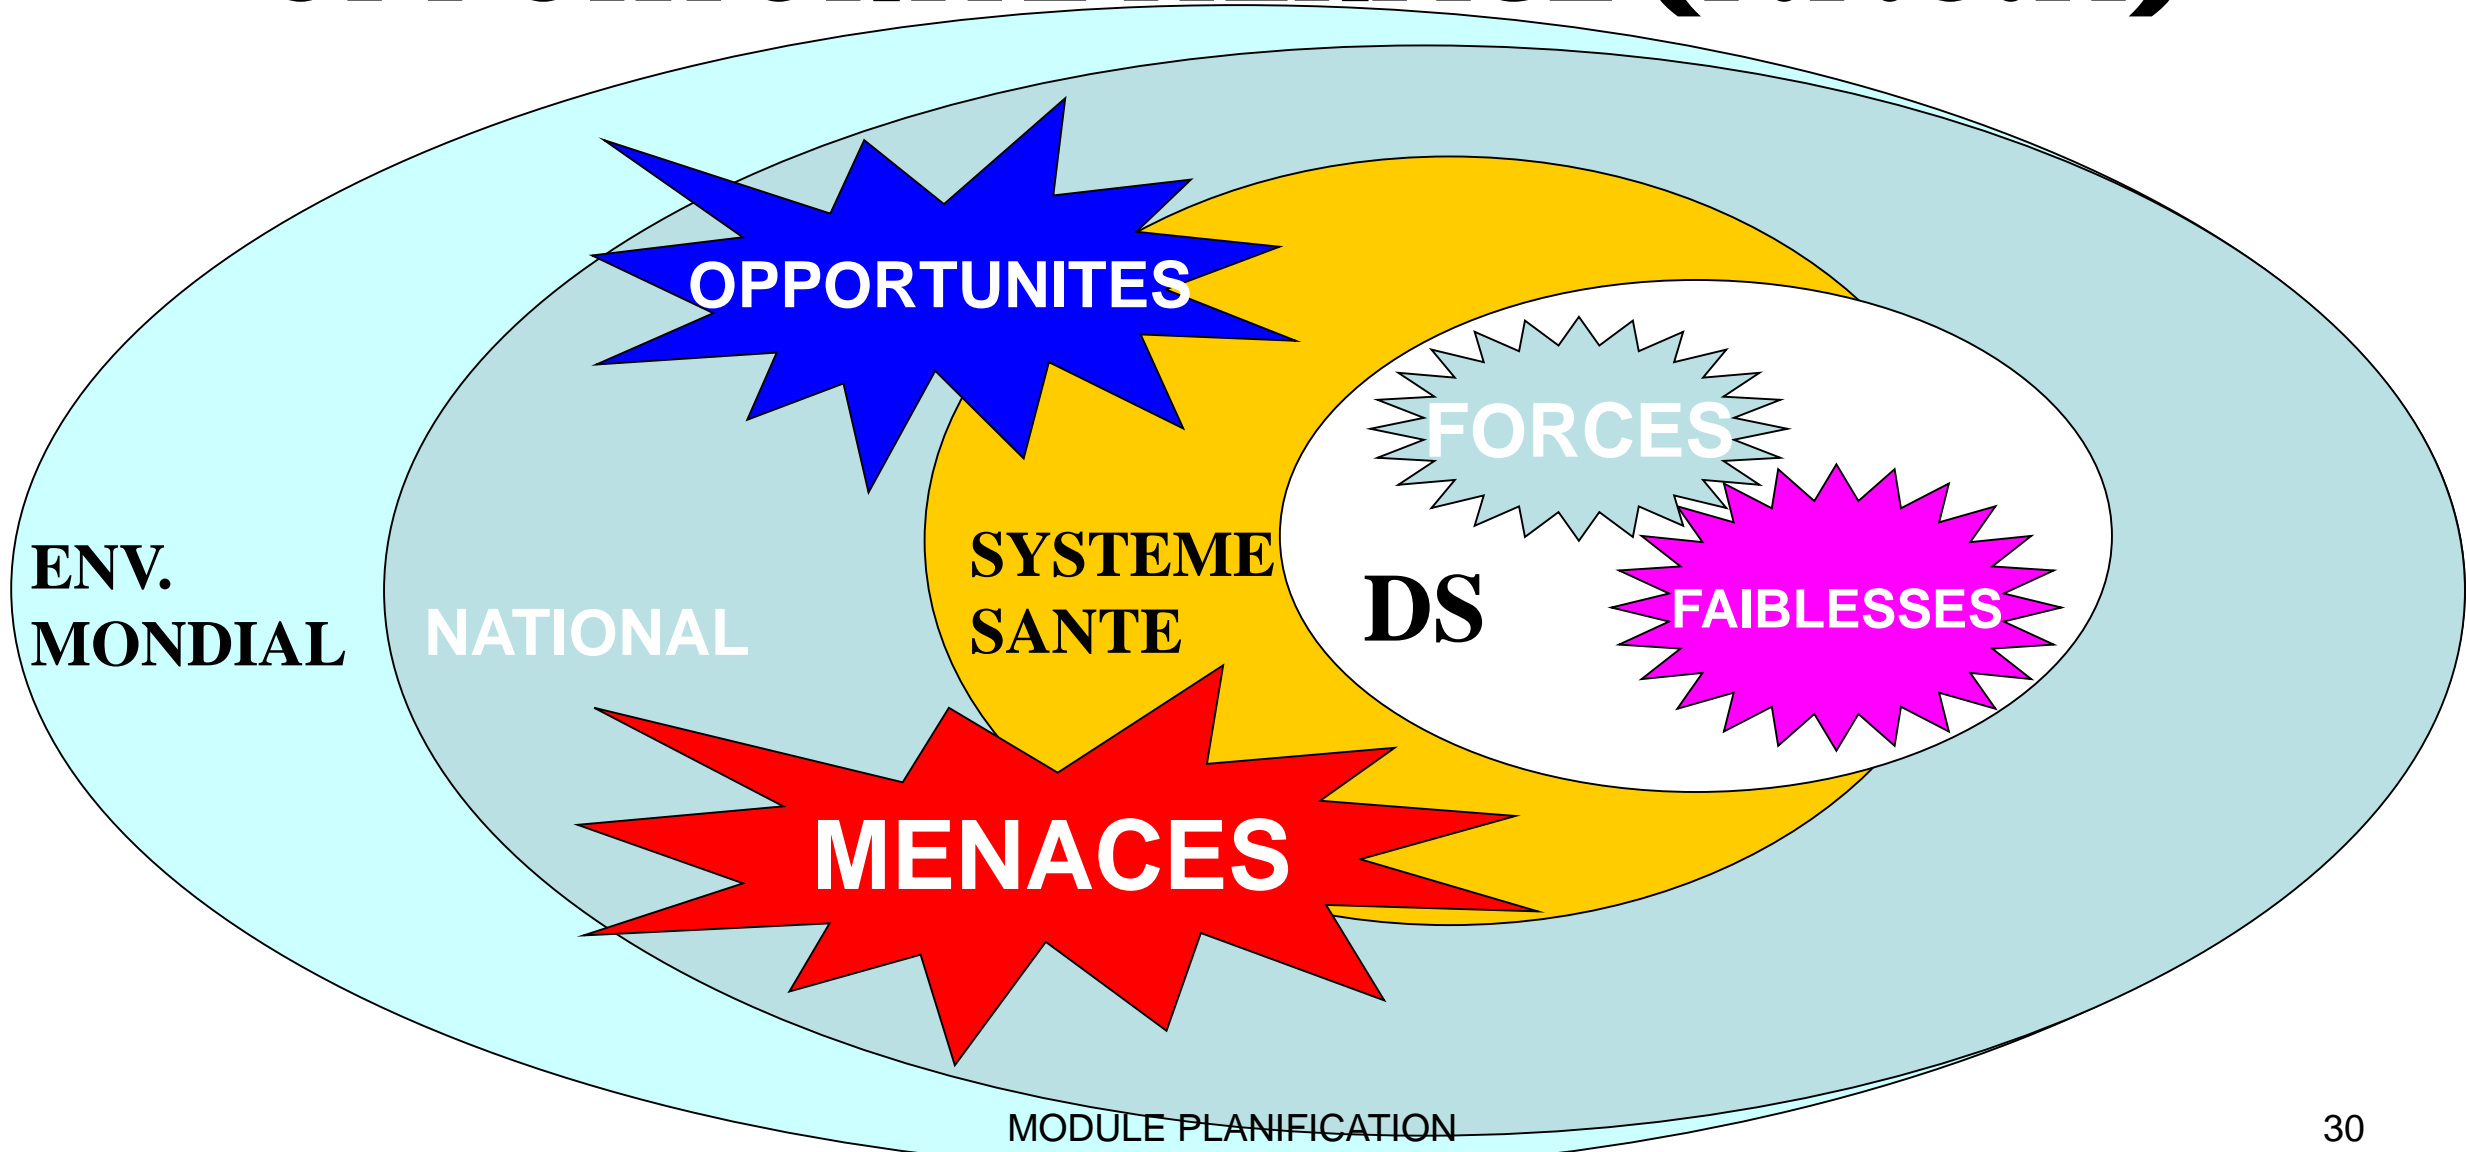 OPPORTUNITES
FORCES
ENV.
MONDIAL
NATIONAL
SYSTEME
SANTE
DS
FAIBLESSES
MENACES
MODULE PLANIFICATION
30